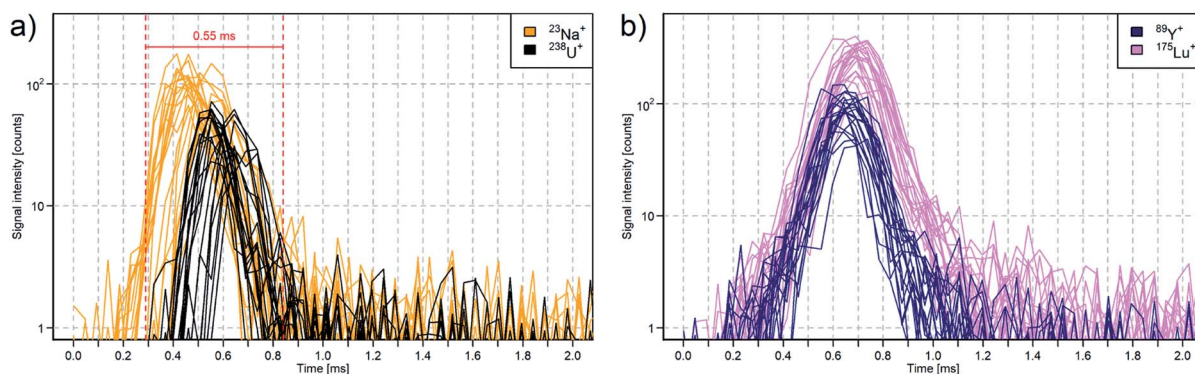 a)
0.55 ms
²³Na⁺
²³⁸U⁺
Signal intensity [counts]
10²
10
1
0.0 0.2 0.4 0.6 0.8 1.0 1.2 1.4 1.6 1.8 2.0
Time [ms]
b)
⁸⁹Y⁺
¹⁷⁵Lu⁺
Signal intensity [counts]
10²
10
1
0.0 0.2 0.4 0.6 0.8 1.0 1.2 1.4 1.6 1.8 2.0
Time [ms]